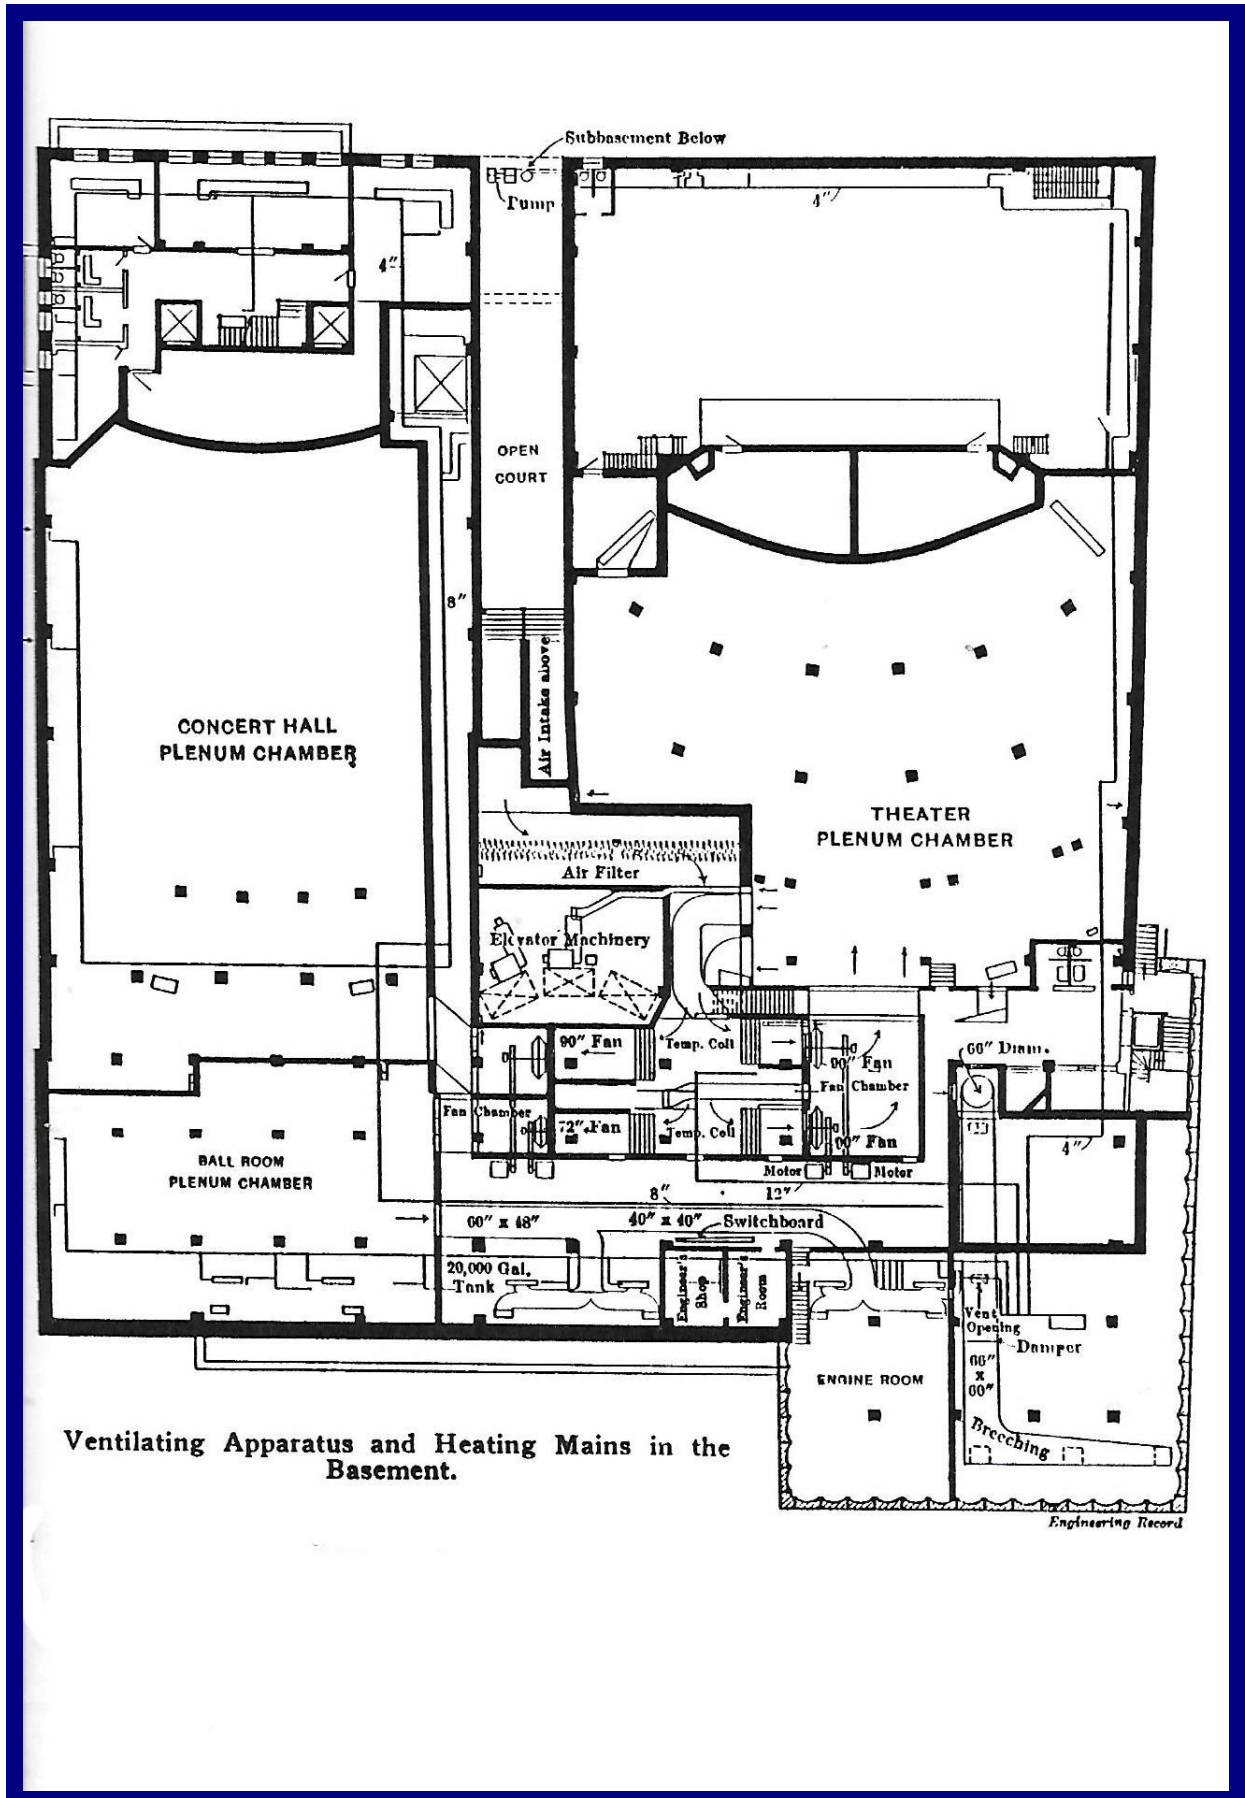 Subbasement Below
Pump
4"
4"
OPEN
COURT
8"
Air Intake above
CONCERT HALL
PLENUM CHAMBER
THEATER
PLENUM CHAMBER
Air Filter
Elevator Machinery
90" Fan
Temp. Coil
90" Fan
Fan Chamber
66" Diam.
Fan Chamber
72" Fan
Temp. Coil
90" Fan
4"
BALL ROOM
PLENUM CHAMBER
Motor
Motor
8"
12"
60" x 48"
40" x 40"
Switchboard
20,000 Gal.
Tank
Engineer's
Shop
Engineer's
Room
Vent
Opening
Damper
66"
x
60"
ENGINE ROOM
Breeching
Ventilating Apparatus and Heating Mains in the
Basement.
Engineering Record